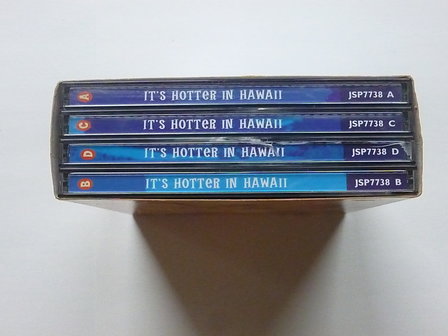 A IT'S HOTTER IN HAWAII JSP7738 A
C IT'S HOTTER IN HAWAII JSP7738 C
D IT'S HOTTER IN HAWAII JSP7738 D
B IT'S HOTTER IN HAWAII JSP7738 B